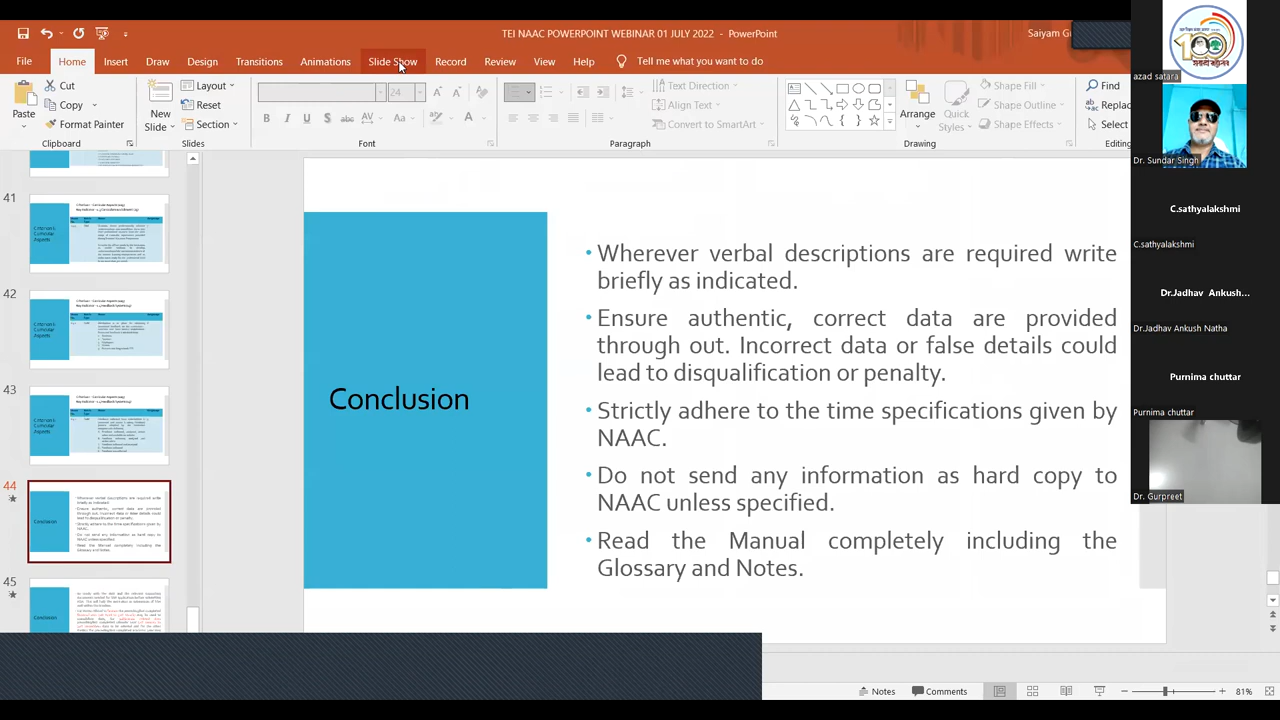 TEI NAAC POWERPOINT WEBINAR 01 JULY 2022 - PowerPoint
Saiyam G
File Home Insert Draw Design Transitions Animations Slide Show Record Review View Help Tell me what you want to do
Cut
Copy
Format Painter
Paste
Clipboard
New Slide
Layout
Reset
Section
Slides
24
Font
Text Direction
Align Text
Convert to SmartArt
Paragraph
Arrange
Quick Styles
Shape Fill
Shape Outline
Shape Effects
Drawing
Find
Replac
Select
Editing
41
42
43
44
45
Conclusion
• Wherever verbal descriptions are required write
briefly as indicated.
• Ensure authentic, correct data are provided
through out. Incorrect data or false details could
lead to disqualification or penalty.
• Strictly adhere to the time specifications given by
NAAC.
• Do not send any information as hard copy to
NAAC unless specified.
• Read the Manual completely including the
Glossary and Notes.
azad satara
Dr. Sundar Singh
C.sathyalakshmi
C.sathyalakshmi
Dr.Jadhav Ankush...
Dr.Jadhav Ankush Natha
Purnima chuttar
Purnima chuttar
Dr. Gurpreet
Notes
Comments
81%